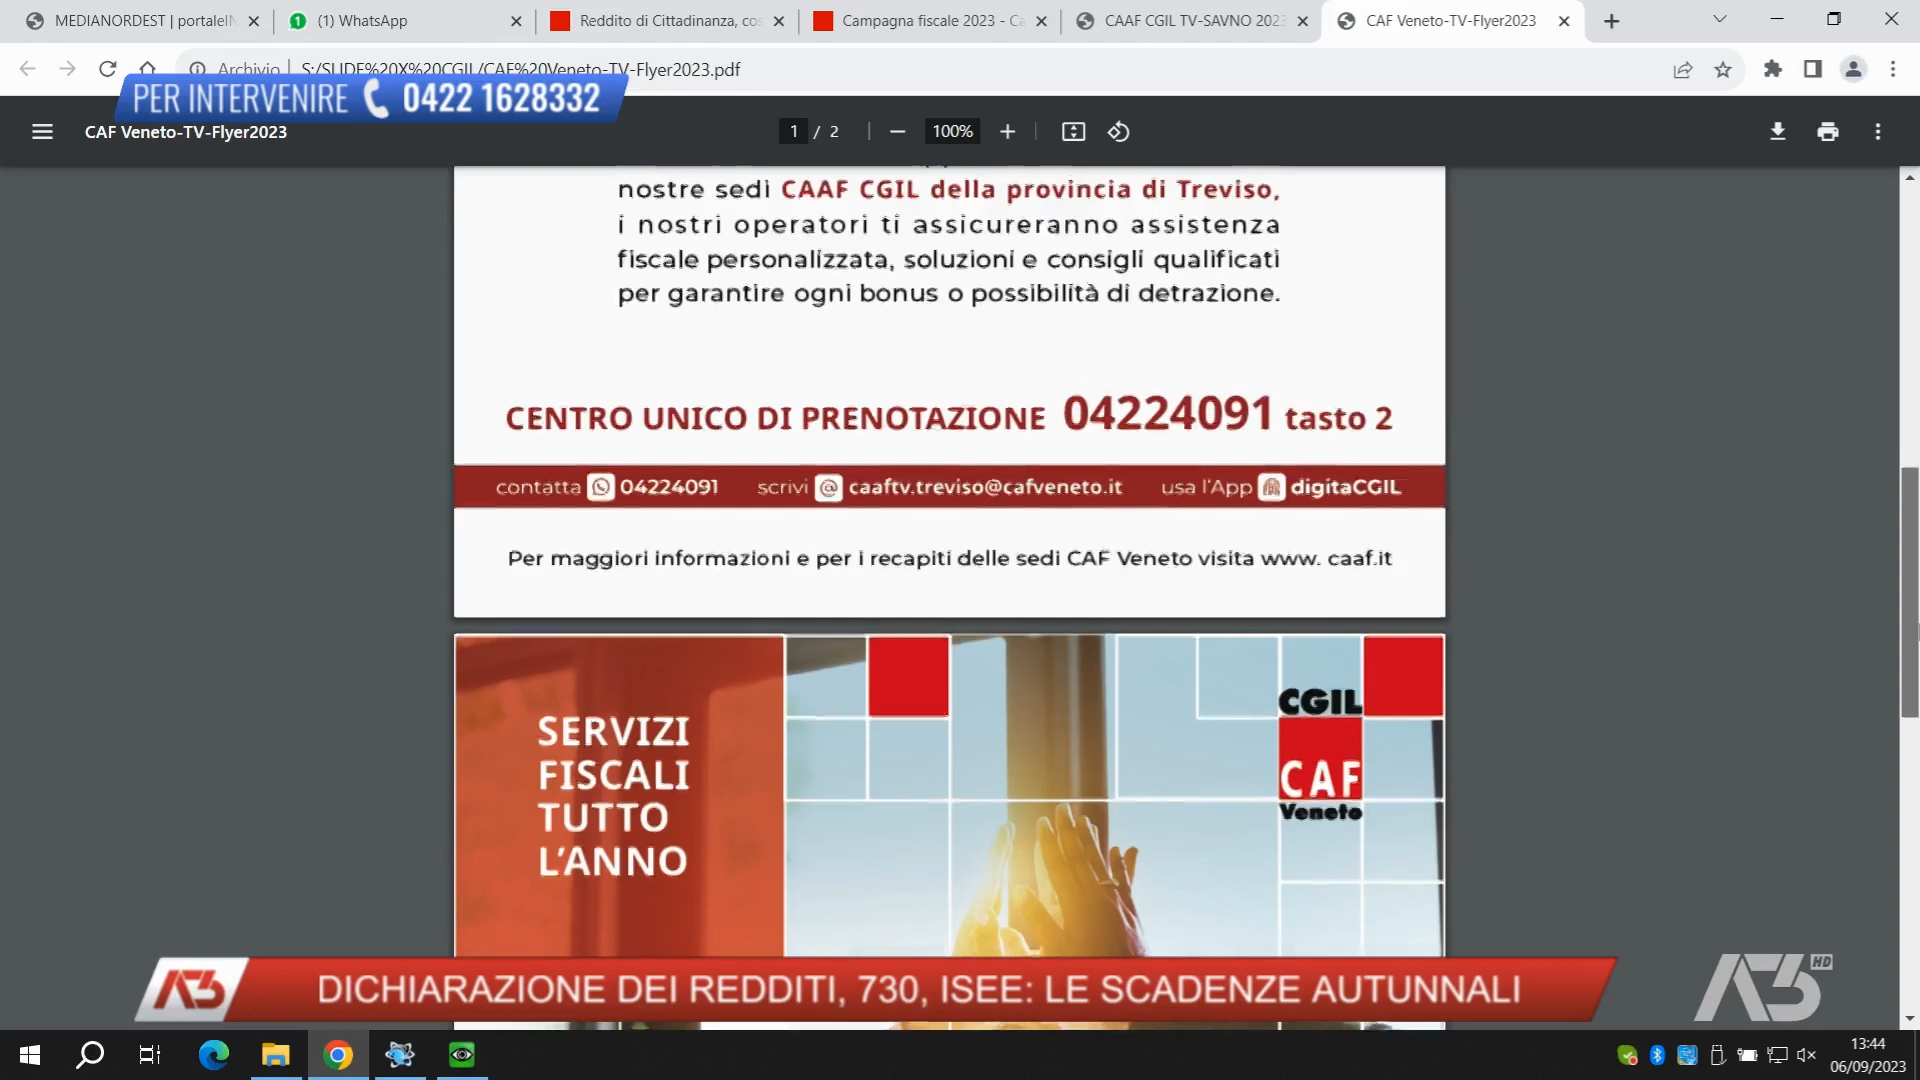 MEDIANORDEST | portaleIN
(1) WhatsApp
Reddito di Cittadinanza, cos
Campagna fiscale 2023 - Ca
CAAF CGIL TV-SAVNO 2023
CAF Veneto-TV-Flyer2023
Archivio
S:/SLIDE%20X%20CGIL/CAF%20Veneto-TV-Flyer2023.pdf
PER INTERVENIRE 0422 1628332
CAF Veneto-TV-Flyer2023
1 / 2
100%
nostre sedi CAAF CGIL della provincia di Treviso,
i nostri operatori ti assicureranno assistenza
fiscale personalizzata, soluzioni e consigli qualificati
per garantire ogni bonus o possibilità di detrazione.
CENTRO UNICO DI PRENOTAZIONE 04224091 tasto 2
contatta 04224091 scrivi @ caaftv.treviso@cafveneto.it usa l'App digitaCGIL
Per maggiori informazioni e per i recapiti delle sedi CAF Veneto visita www. caaf.it
SERVIZI
FISCALI
TUTTO
L'ANNO
CGIL
CAF
Veneto
A3 DICHIARAZIONE DEI REDDITI, 730, ISEE: LE SCADENZE AUTUNNALI
A3 HD
13:44
06/09/2023